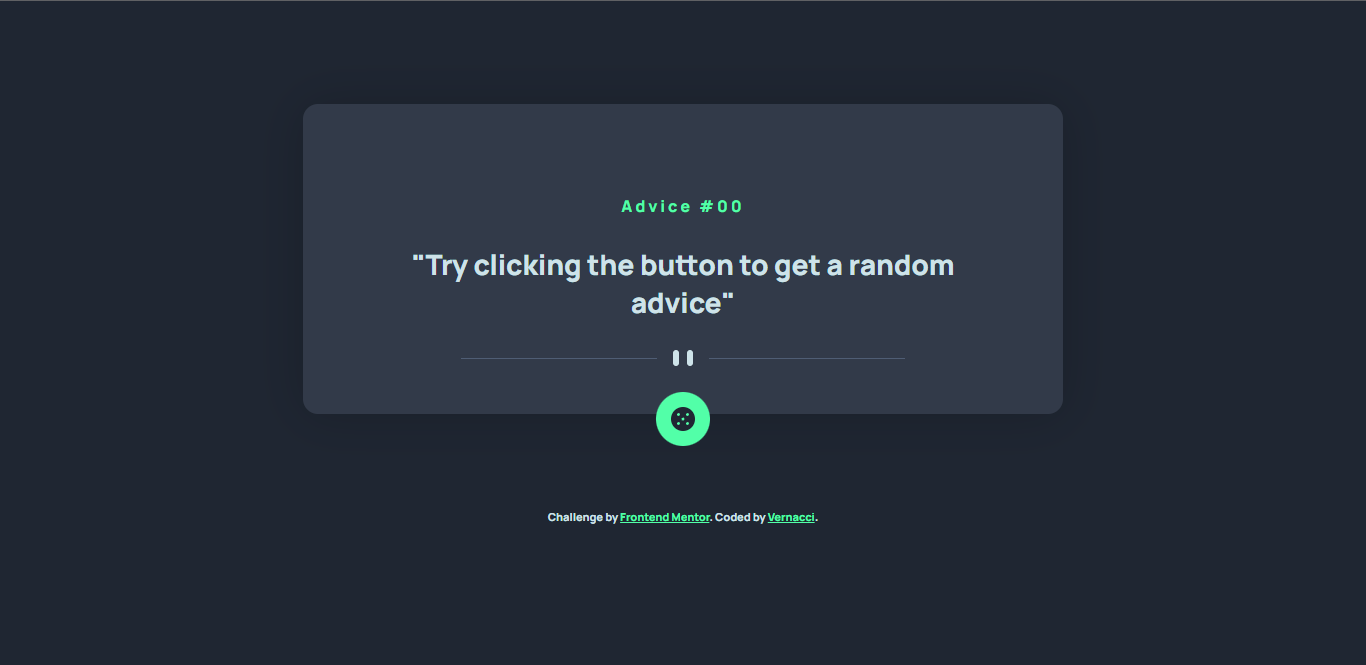 Advice #00
"Try clicking the button to get a random
advice"
Challenge by Frontend Mentor. Coded by Vernacci.